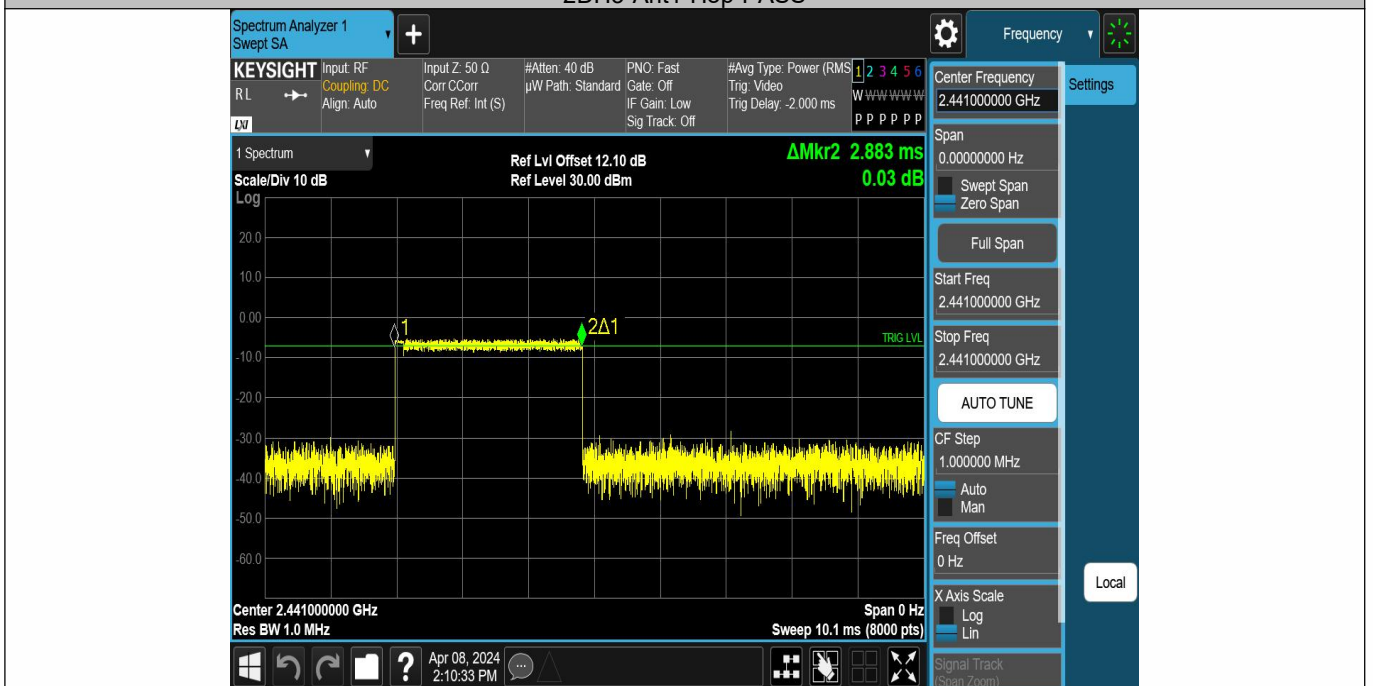 Spectrum Analyzer 1
Swept SA
Frequency
KEYSIGHT
RL
LXI
Input: RF
Coupling: DC
Align: Auto
Input Z: 50 Ω
Corr CCorr
Freq Ref: Int (S)
#Atten: 40 dB
µW Path: Standard
PNO: Fast
Gate: Off
IF Gain: Low
Sig Track: Off
#Avg Type: Power (RMS
Trig: Video
Trig Delay: -2.000 ms
1 2 3 4 5 6
W W W W W W
P P P P P P
1 Spectrum
Scale/Div 10 dB
Log
Ref Lvl Offset 12.10 dB
Ref Level 30.00 dBm
ΔMkr2 2.883 ms
0.03 dB
20.0
10.0
0.00
-10.0
-20.0
-30.0
-40.0
-50.0
-60.0
1
2Δ1
TRIG LVL
Center 2.441000000 GHz
Res BW 1.0 MHz
Span 0 Hz
Sweep 10.1 ms (8000 pts)
Apr 08, 2024
2:10:33 PM
Center Frequency
2.441000000 GHz
Settings
Span
0.00000000 Hz
Swept Span
Zero Span
Full Span
Start Freq
2.441000000 GHz
Stop Freq
2.441000000 GHz
AUTO TUNE
CF Step
1.000000 MHz
Auto
Man
Freq Offset
0 Hz
X Axis Scale
Log
Lin
Local
Signal Track
(Span Zoom)